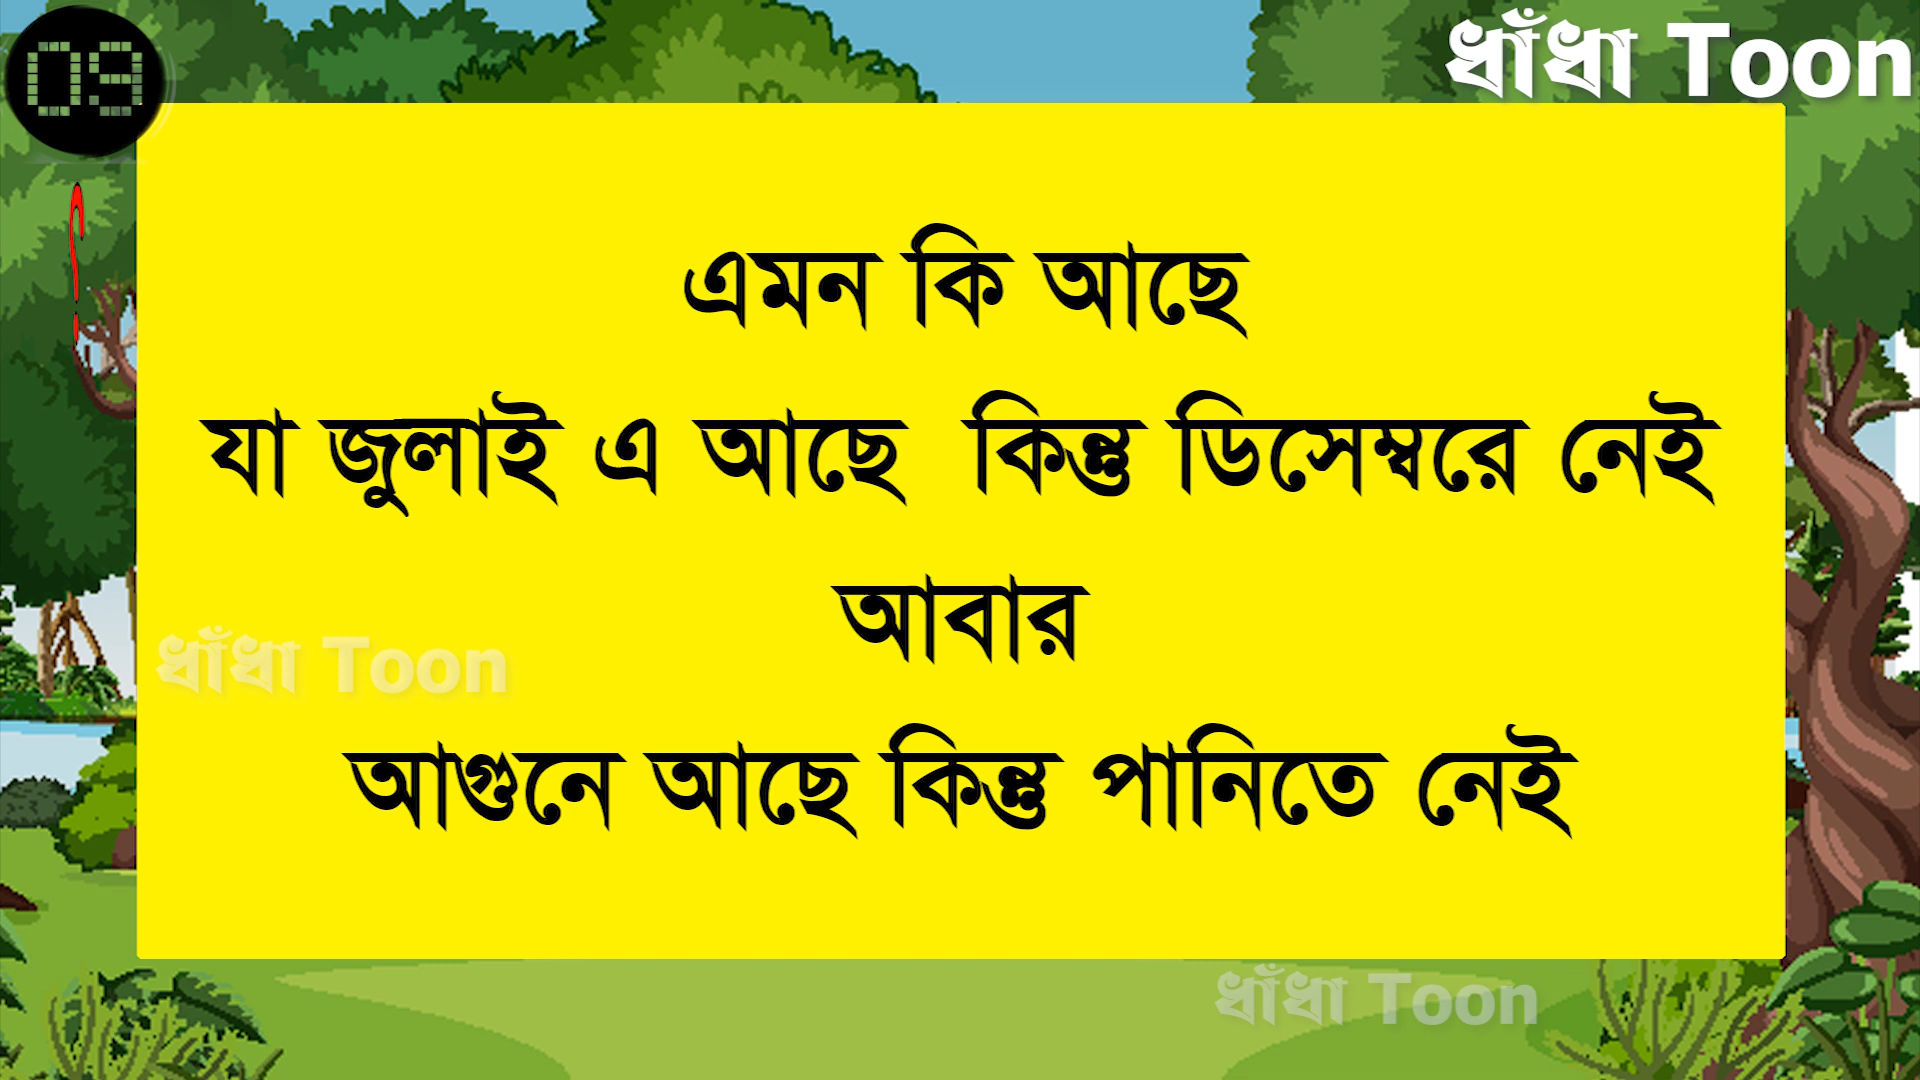 09
ধাঁধা Toon
এমন কি আছে
যা জুলাই এ আছে কিন্তু ডিসেম্বরে নেই
আবার
ধাঁধা Toon
আগুনে আছে কিন্তু পানিতে নেই
ধাঁধা Toon